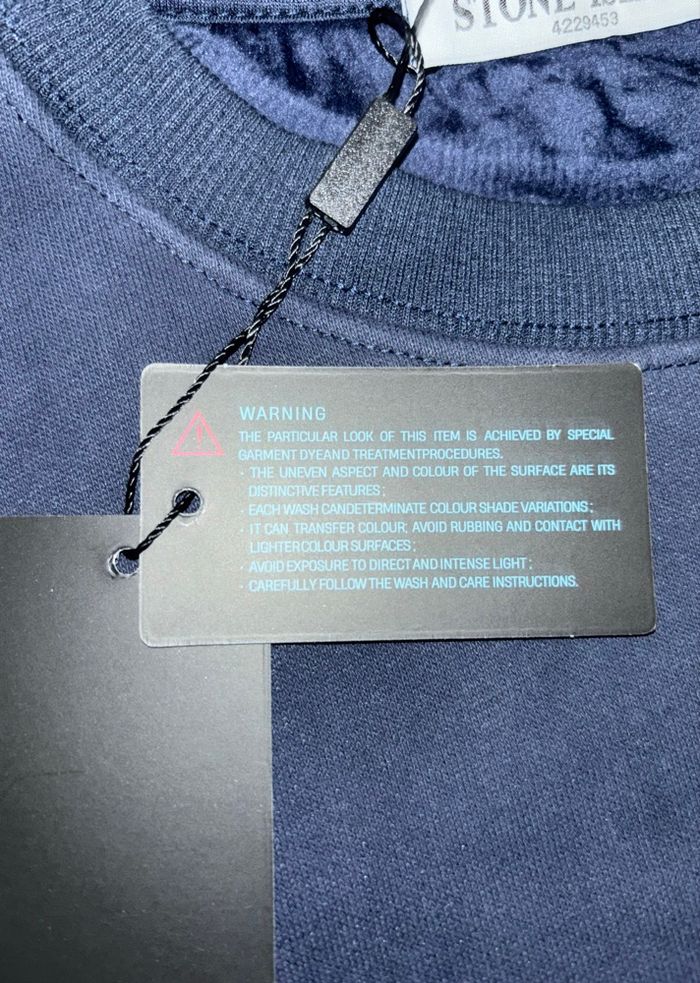 STONE
4229453
WARNING
THE PARTICULAR LOOK OF THIS ITEM IS ACHIEVED BY SPECIAL
GARMENT DYEAND TREATMENTPROCEDURES.
· THE UNEVEN ASPECT AND COLOUR OF THE SURFACE ARE ITS
DISTINCTIVE FEATURES;
· EACH WASH CANDETERMINATE COLOUR SHADE VARIATIONS;
· IT CAN TRANSFER COLOUR; AVOID RUBBING AND CONTACT WITH
LIGHTER COLOUR SURFACES;
· AVOID EXPOSURE TO DIRECT AND INTENSE LIGHT;
· CAREFULLY FOLLOW THE WASH AND CARE INSTRUCTIONS.